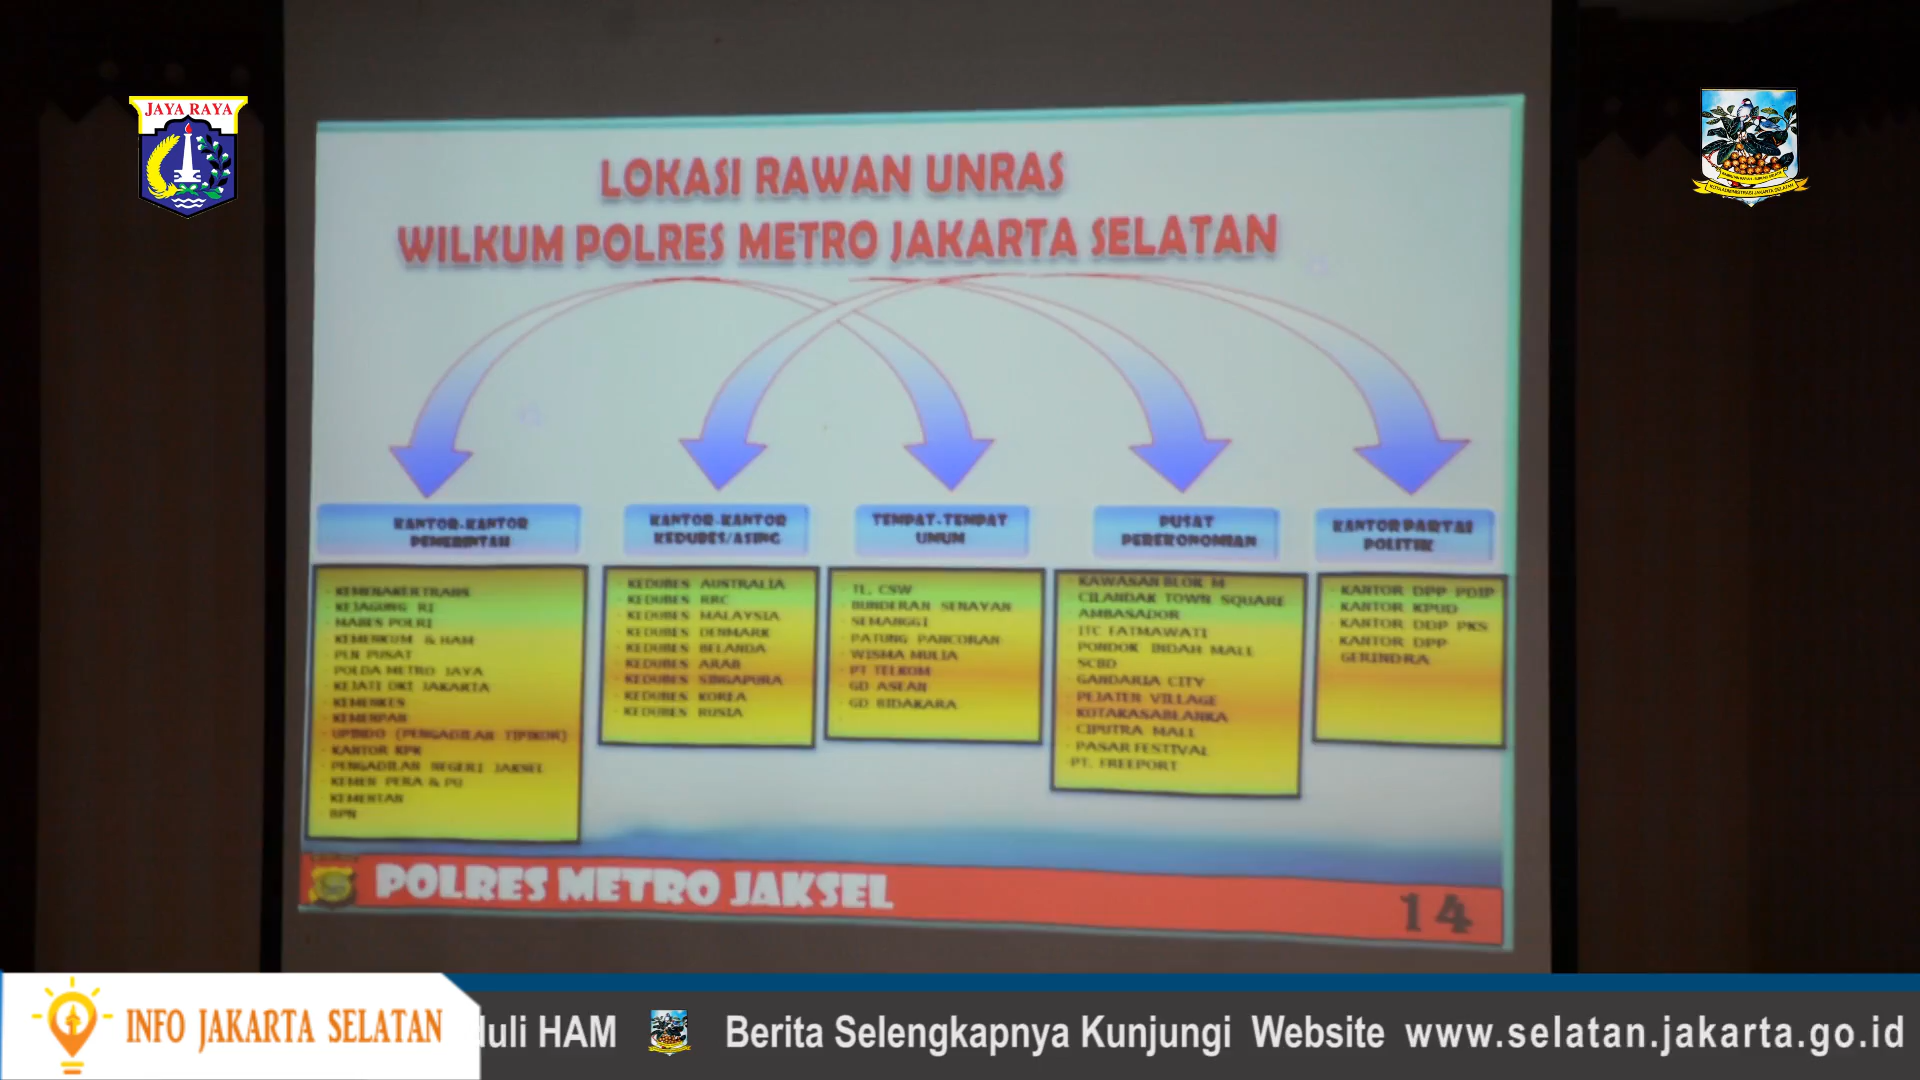 JAYA RAYA
LOKASI RAWAN UNRAS
WILKUM POLRES METRO JAKARTA SELATAN
KANTOR-KANTOR
PEMERINTAH
KEMENAKERTRANS
KEJAGUNG RI
MABES POLRI
KEMENKUM & HAM
PLN PUSAT
POLDA METRO JAYA
KEJATI DKI JAKARTA
KEMENKES
KEMENPAN
UPINDO (PENGADILAN TIPIKOR)
KANTOR KPK
PENGADILAN NEGERI JAKSEL
KEMEN PERA & PU
KEMENTAN
BPN
KANTOR-KANTOR
KEDUBES/ASING
KEDUBES AUSTRALIA
KEDUBES RRC
KEDUBES MALAYSIA
KEDUBES DENMARK
KEDUBES BELANDA
KEDUBES ARAB
KEDUBES SINGAPURA
KEDUBES KOREA
KEDUBES RUSIA
TEMPAT-TEMPAT
UMUM
TL. CSW
BUNDERAN SENAYAN
SEMANGGI
PATUNG PANCORAN
WISMA MULIA
PT TELKOM
GD ASEAN
GD BIDAKARA
PUSAT
PEREKONOMIAN
KAWASAN BLOK M
CILANDAK TOWN SQUARE
AMBASADOR
ITC FATMAWATI
PONDOK INDAH MALL
SCBD
GANDARIA CITY
PEJATEN VILLAGE
KOTAKASABLANKA
CIPUTRA MALL
PASAR FESTIVAL
PT. FREEPORT
KANTOR PARTAI
POLITIK
KANTOR DPP PDIP
KANTOR KPUD
KANTOR DDP PKS
KANTOR DPP
GERINDRA
POLRES METRO JAKSEL
14
INFO JAKARTA SELATAN
duli HAM
Berita Selengkapnya Kunjungi Website www.selatan.jakarta.go.id